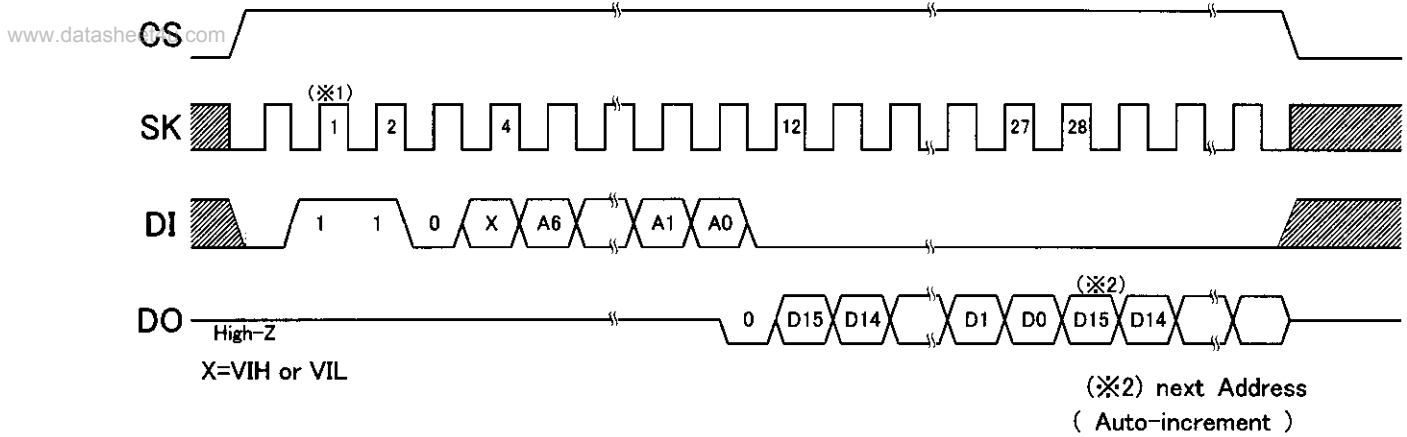 www.datasheet4u.com
CS
(※1)
SK 1 2 4 12 27 28
DI 1 1 0 X A6 A1 A0
(※2)
DO High-Z 0 D15 D14 D1 D0 D15 D14
X=VIH or VIL
(※2) next Address
( Auto-increment )